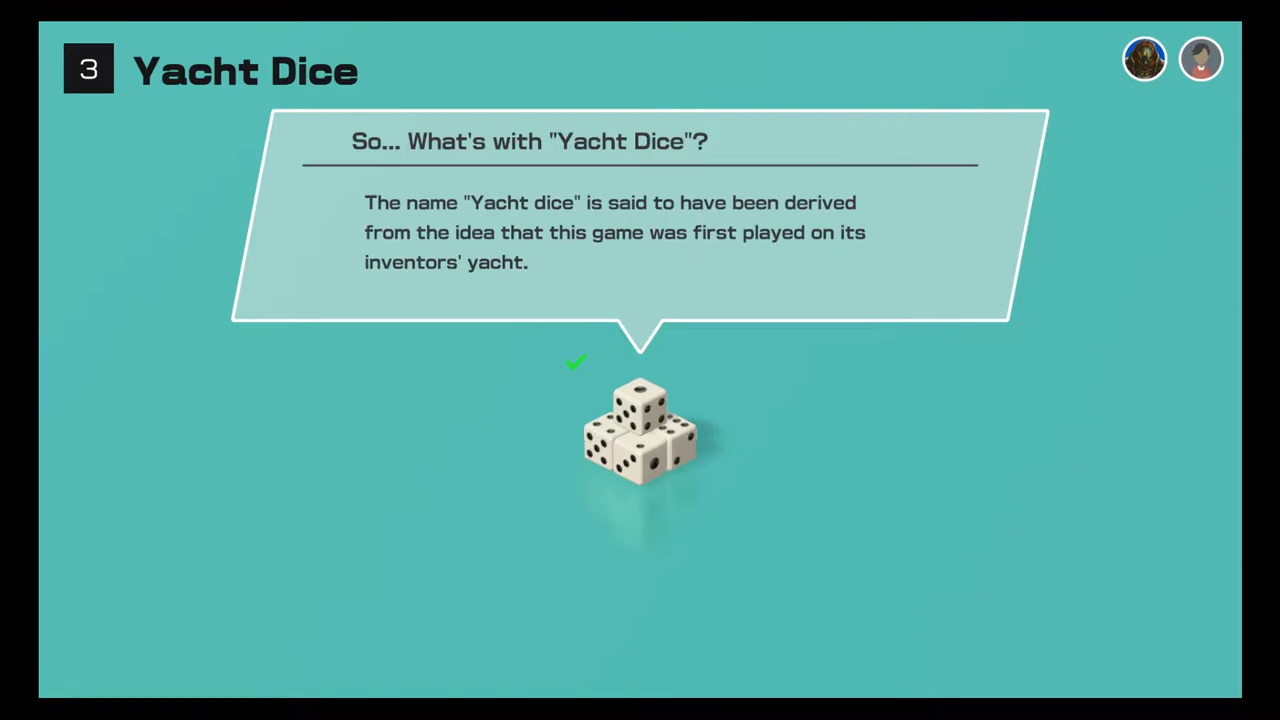 3 Yacht Dice
So... What's with "Yacht Dice"?
The name "Yacht dice" is said to have been derived
from the idea that this game was first played on its
inventors' yacht.